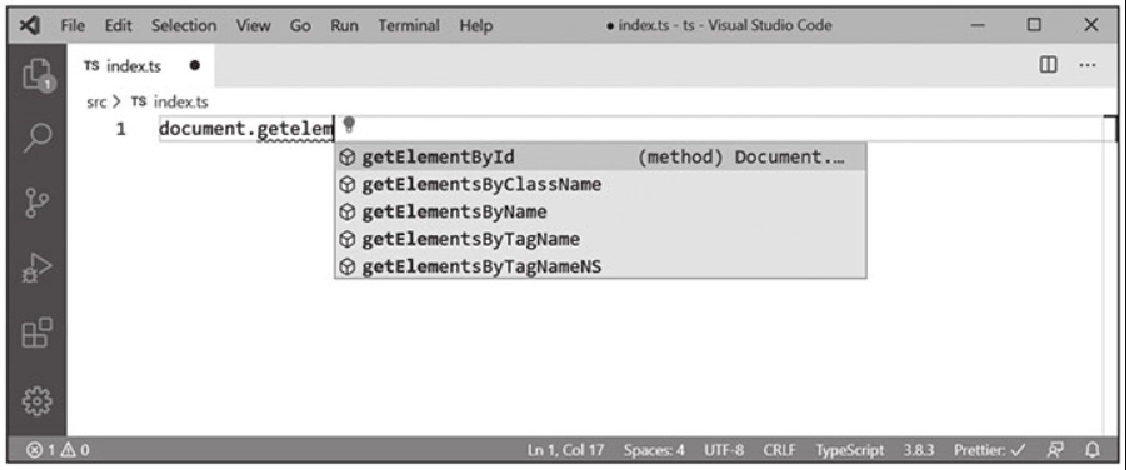 File Edit Selection View Go Run Terminal Help ● index.ts - ts - Visual Studio Code
TS index.ts ●
1
src > TS index.ts
1 document.getelem
getElementById (method) Document.…
getElementsByClassName
getElementsByName
getElementsByTagName
getElementsByTagNameNS
1 0 Ln 1, Col 17 Spaces: 4 UTF-8 CRLF TypeScript 3.8.3 Prettier: ✓